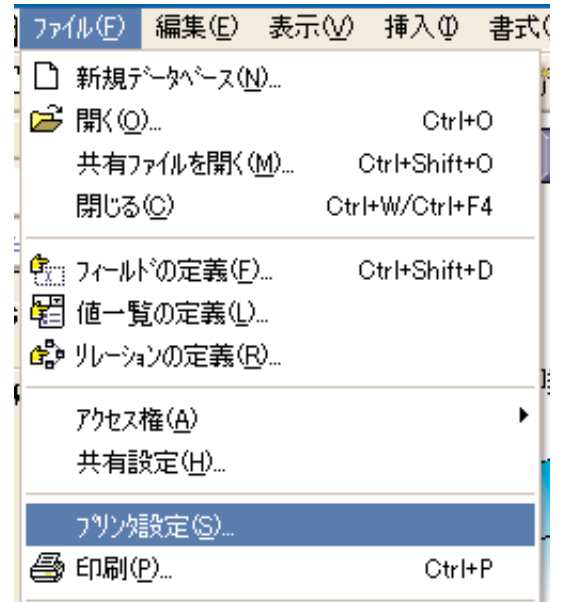 ファイル(F) 編集(E) 表示(V) 挿入(I) 書式(
新規データベース(N)...
開く(O)... Ctrl+O
共有ファイルを開く(M)... Ctrl+Shift+O
閉じる(C) Ctrl+W/Ctrl+F4
フィールドの定義(F)... Ctrl+Shift+D
値一覧の定義(L)...
リレーションの定義(R)...
アクセス権(A)
共有設定(H)...
プリンタ設定(S)...
印刷(P)... Ctrl+P